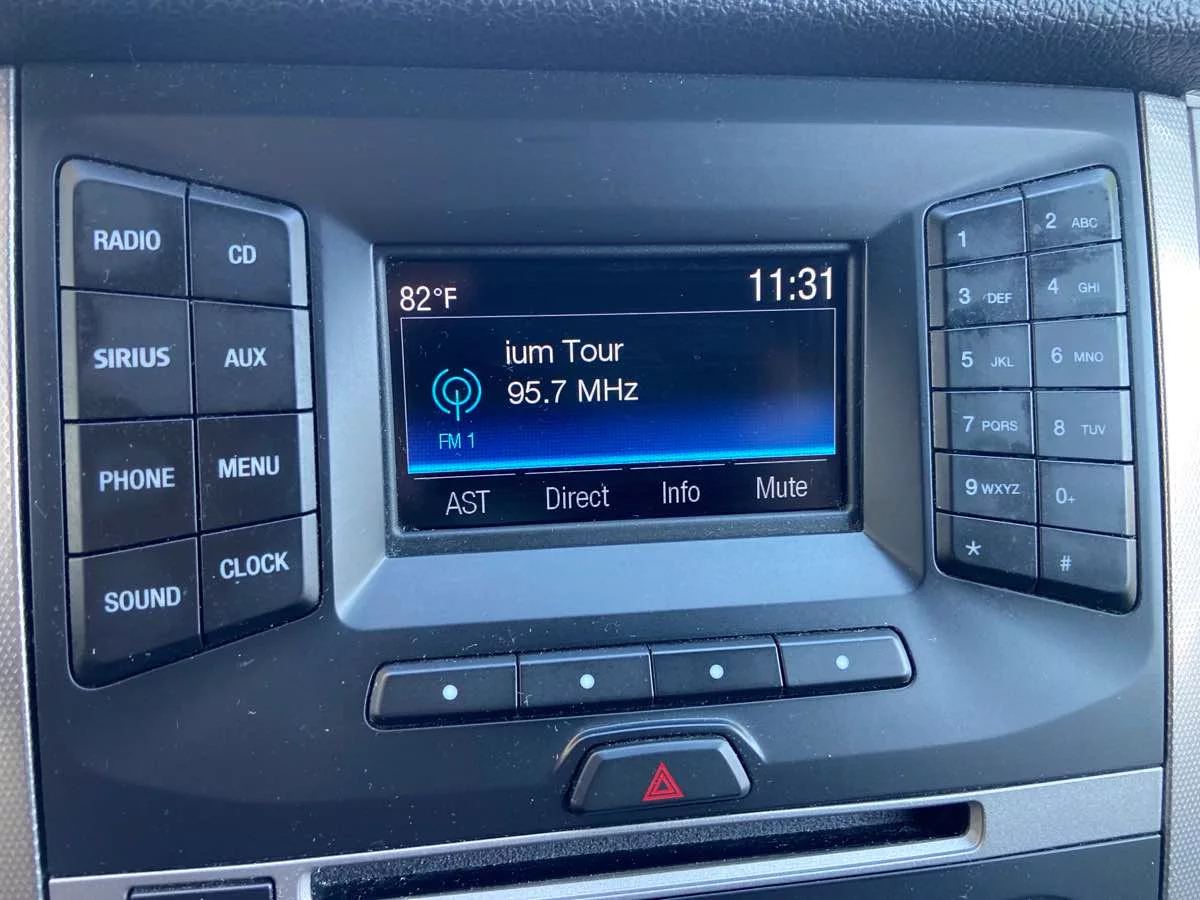 RADIO
CD
SIRIUS
AUX
PHONE
MENU
SOUND
CLOCK
82°F
11:31
ium Tour
95.7 MHz
FM 1
AST Direct Info Mute
1
2 ABC
3 DEF
4 GHI
5 JKL
6 MNO
7 PQRS
8 TUV
9 WXYZ
0+
*
#